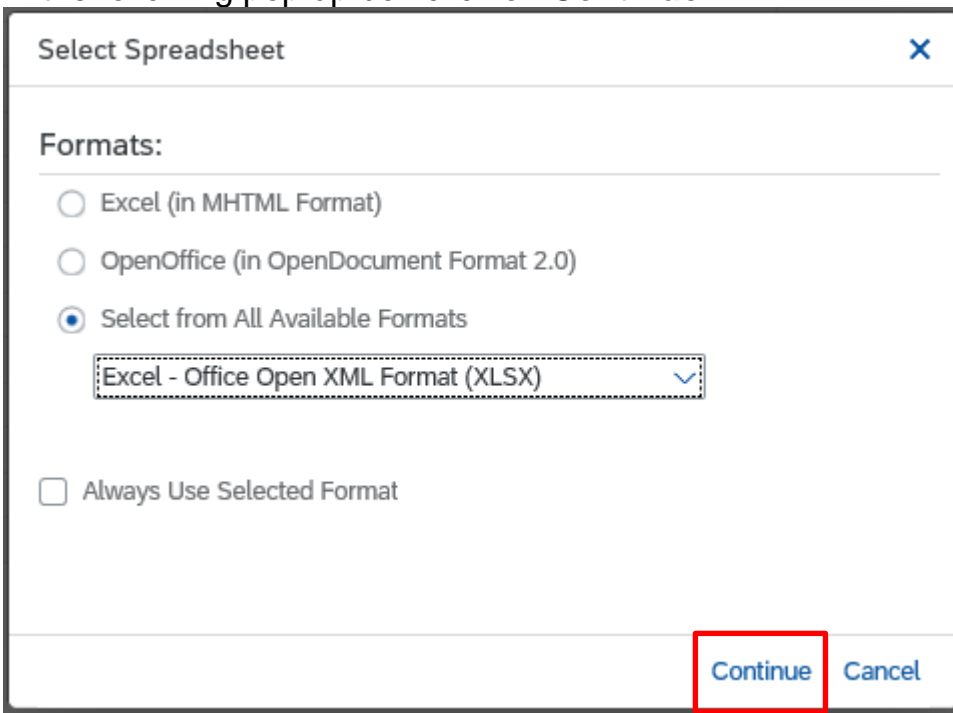 Select Spreadsheet
Formats:
Excel (in MHTML Format)
OpenOffice (in OpenDocument Format 2.0)
Select from All Available Formats
Excel - Office Open XML Format (XLSX)
Always Use Selected Format
Continue Cancel